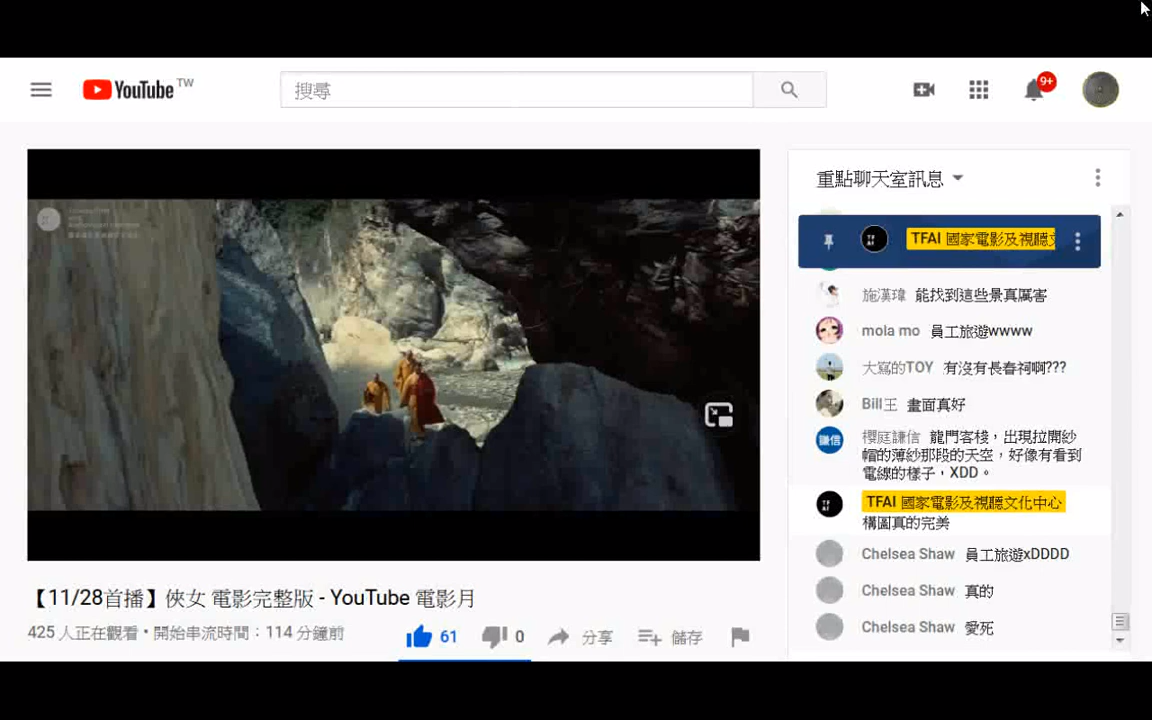 YouTube TW
搜尋
9+
重點聊天室訊息
TFAI 國家電影及視聽文
施漢瑋 能找到這些景真厲害
mola mo 員工旅遊wwww
大寫的TOY 有沒有長春祠啊???
Bill王 畫面真好
謙信
櫻庭謙信 龍門客棧，出現拉開紗
帽的薄紗那段的天空，好像有看到
電線的樣子，XDD。
TFAI 國家電影及視聽文化中心
構圖真的完美
Chelsea Shaw 員工旅遊xDDDD
Chelsea Shaw 真的
Chelsea Shaw 愛死
【11/28首播】俠女 電影完整版 - YouTube 電影月
425 人正在觀看 • 開始串流時間：114 分鐘前
61 0 分享 儲存